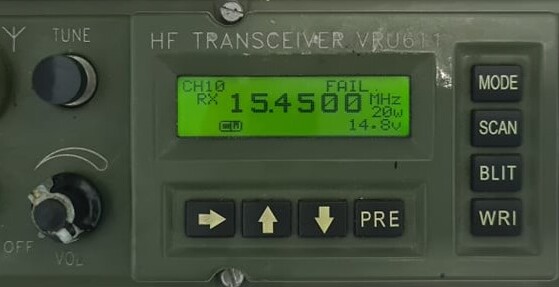 TUNE
HF TRANSCEIVER VRU611
CH10 FAIL
RX 15.4500 MHz
20w
14.8v
MODE
SCAN
BLIT
WRI
PRE
OFF
VOL